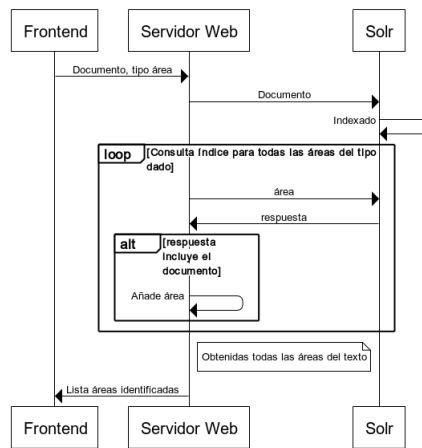 Frontend
Servidor Web
Solr
Documento, tipo área
Documento
Indexado
loop
[Consulta índice para todas las áreas del tipo
dado]
área
respuesta
alt
[respuesta
incluye el
documento]
Añade área
Obtenidas todas las áreas del texto
Lista áreas identificadas
Frontend
Servidor Web
Solr